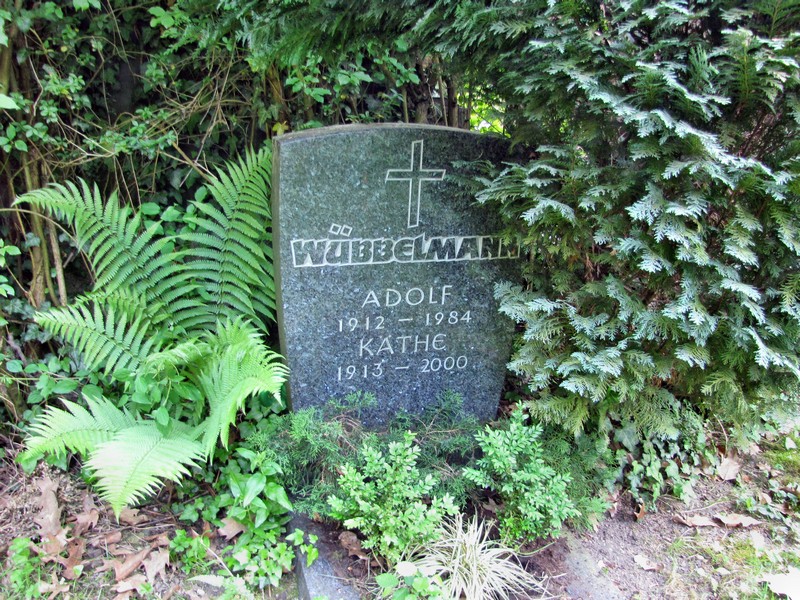 WÜBBELMANN
ADOLF
1912 – 1984
KÄTHE
1913 – 2000